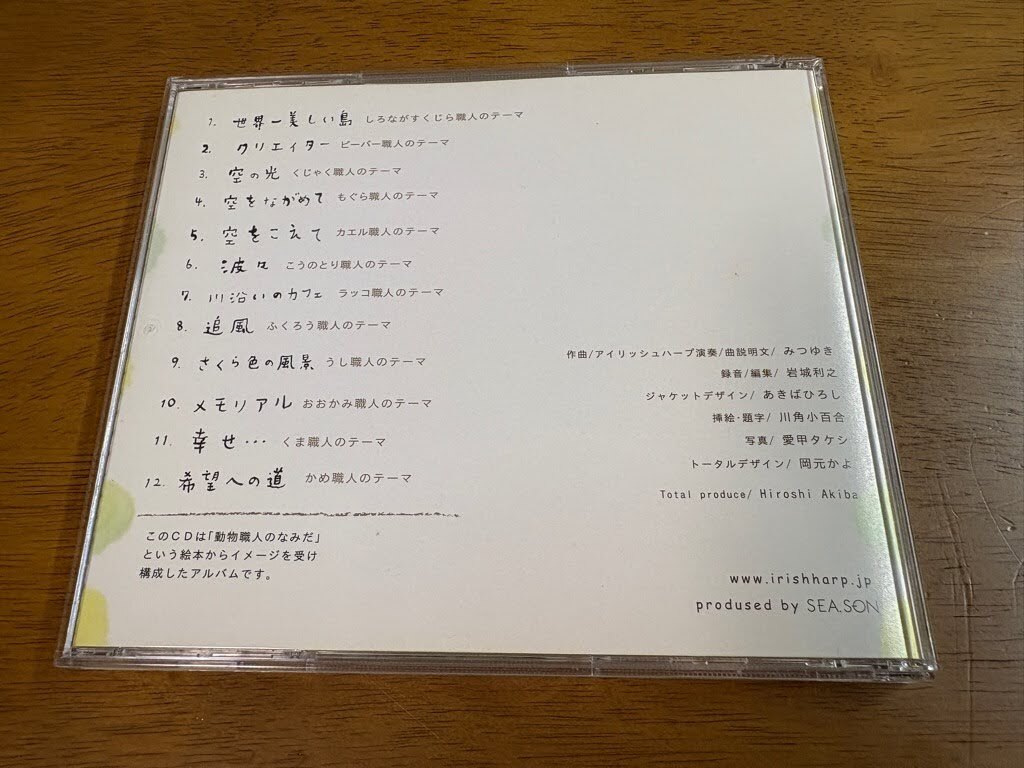 1. 世界一美しい島 しろながすくじら職人のテーマ
2. クリエイター ビーバー職人のテーマ
3. 空の光 くじゃく職人のテーマ
4. 空をながめて もぐら職人のテーマ
5. 空をこえて カエル職人のテーマ
6. 波々 こうのとり職人のテーマ
7. 川沿いのカフェ ラッコ職人のテーマ
8. 追風 ふくろう職人のテーマ
9. さくら色の風景 うし職人のテーマ
10. メモリアル おおかみ職人のテーマ
11. 幸せ・・・ くま職人のテーマ
12. 希望への道 かめ職人のテーマ
このCDは「動物職人のなみだ」
という絵本からイメージを受け
構成したアルバムです。
作曲/アイリッシュハープ演奏/曲説明文/ みつゆき
録音/編集/ 岩城利之
ジャケットデザイン/ あきばひろし
挿絵・題字/ 川角小百合
写真/ 愛甲タケシ
トータルデザイン/ 岡元かよ
Total produce/ Hiroshi Akiba
www.irishharp.jp
prodused by SEA.SON